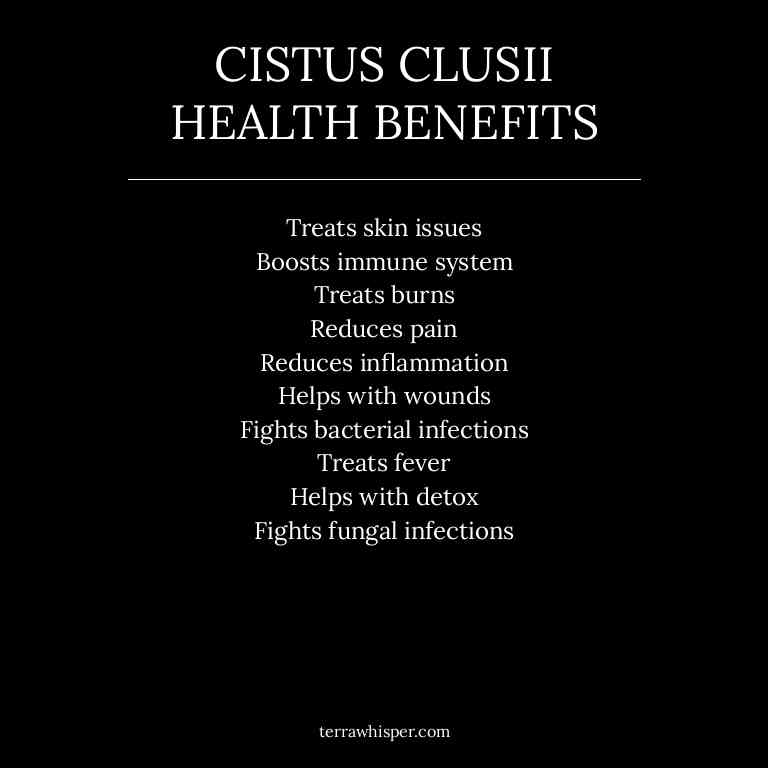 CISTUS CLUSII
HEALTH BENEFITS
Treats skin issues
Boosts immune system
Treats burns
Reduces pain
Reduces inflammation
Helps with wounds
Fights bacterial infections
Treats fever
Helps with detox
Fights fungal infections
terrawhisper.com